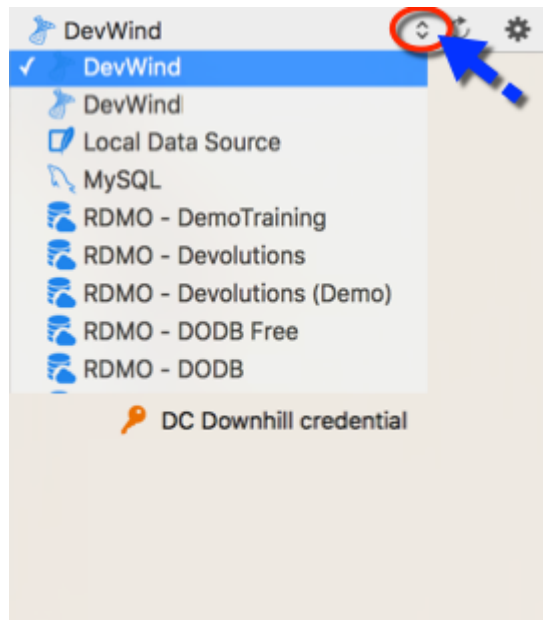 DevWind
DevWind
DevWind
Local Data Source
MySQL
RDMO - DemoTraining
RDMO - Devolutions
RDMO - Devolutions (Demo)
RDMO - DODB Free
RDMO - DODB
DC Downhill credential